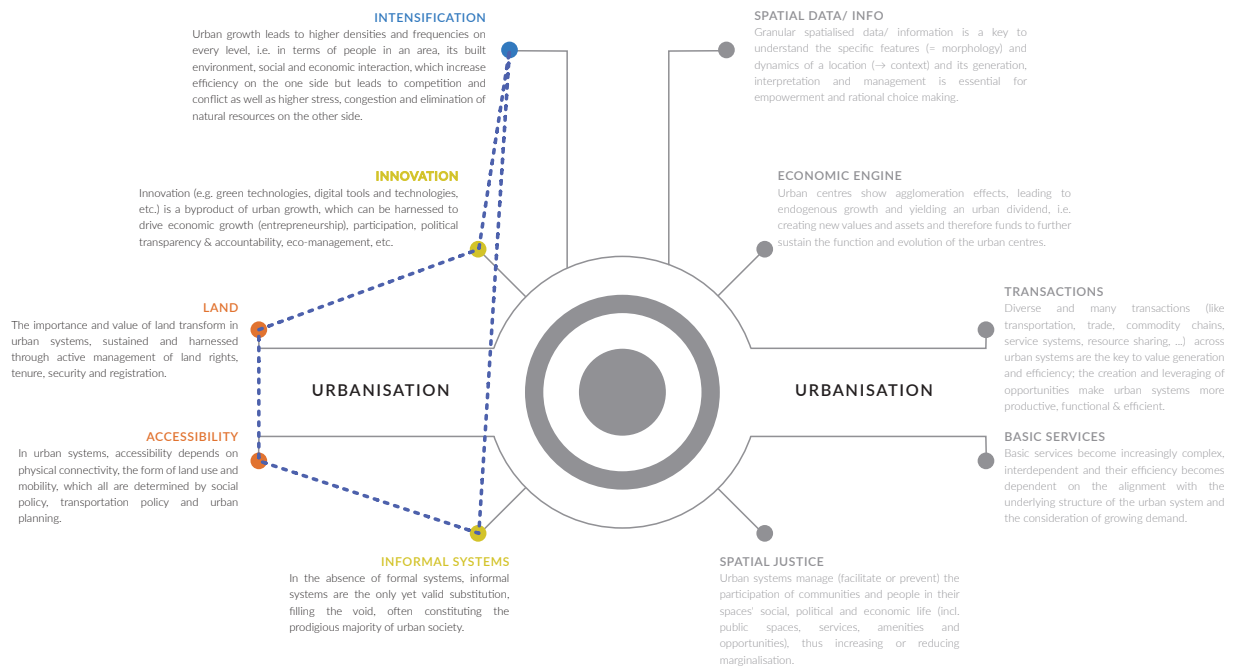 INTENSIFICATION
Urban growth leads to higher densities and frequencies on
every level, i.e. in terms of people in an area, its built
environment, social and economic interaction, which increase
efficiency on the one side but leads to competition and
conflict as well as higher stress, congestion and elimination of
natural resources on the other side.
INNOVATION
Innovation (e.g. green technologies, digital tools and technologies,
etc.) is a byproduct of urban growth, which can be harnessed to
drive economic growth (entrepreneurship), participation, political
transparency & accountability, eco-management, etc.
LAND
The importance and value of land transform in
urban systems, sustained and harnessed
through active management of land rights,
tenure, security and registration.
URBANISATION
ACCESSIBILITY
In urban systems, accessibility depends on
physical connectivity, the form of land use and
mobility, which all are determined by social
policy, transportation policy and urban
planning.
INFORMAL SYSTEMS
In the absence of formal systems, informal
systems are the only yet valid substitution,
filling the void, often constituting the
prodigious majority of urban society.
SPATIAL DATA/ INFO
Granular spatialised data/ information is a key to
understand the specific features (= morphology) and
dynamics of a location (→ context) and its generation,
interpretation and management is essential for
empowerment and rational choice making.
ECONOMIC ENGINE
Urban centres show agglomeration effects, leading to
endogenous growth and yielding an urban dividend, i.e.
creating new values and assets and therefore funds to further
sustain the function and evolution of the urban centres.
TRANSACTIONS
Diverse and many transactions (like
transportation, trade, commodity chains,
service systems, resource sharing, ...) across
urban systems are the key to value generation
and efficiency; the creation and leveraging of
opportunities make urban systems more
productive, functional & efficient.
URBANISATION
BASIC SERVICES
Basic services become increasingly complex,
interdependent and their efficiency becomes
dependent on the alignment with the
underlying structure of the urban system and
the consideration of growing demand.
SPATIAL JUSTICE
Urban systems manage (facilitate or prevent) the
participation of communities and people in their
spaces' social, political and economic life (incl.
public spaces, services, amenities and
opportunities), thus increasing or reducing
marginalisation.